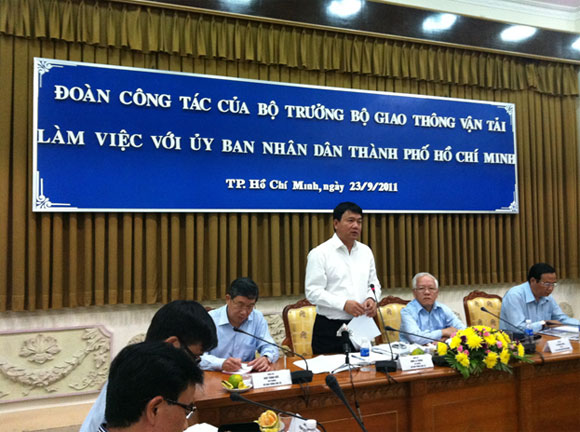 ĐOÀN CÔNG TÁC CỦA BỘ TRƯỞNG BỘ GIAO THÔNG VẬN TẢI
LÀM VIỆC VỚI ỦY BAN NHÂN DÂN THÀNH PHỐ HỒ CHÍ MINH
TP. Hồ Chí Minh, ngày 23/9/2011